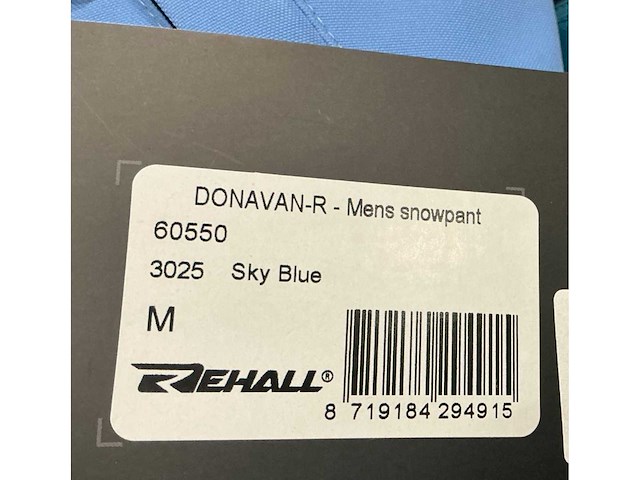 DONAVAN-R - Mens snowpant
60550
3025 Sky Blue
M
REHALL®
8 719184 294915